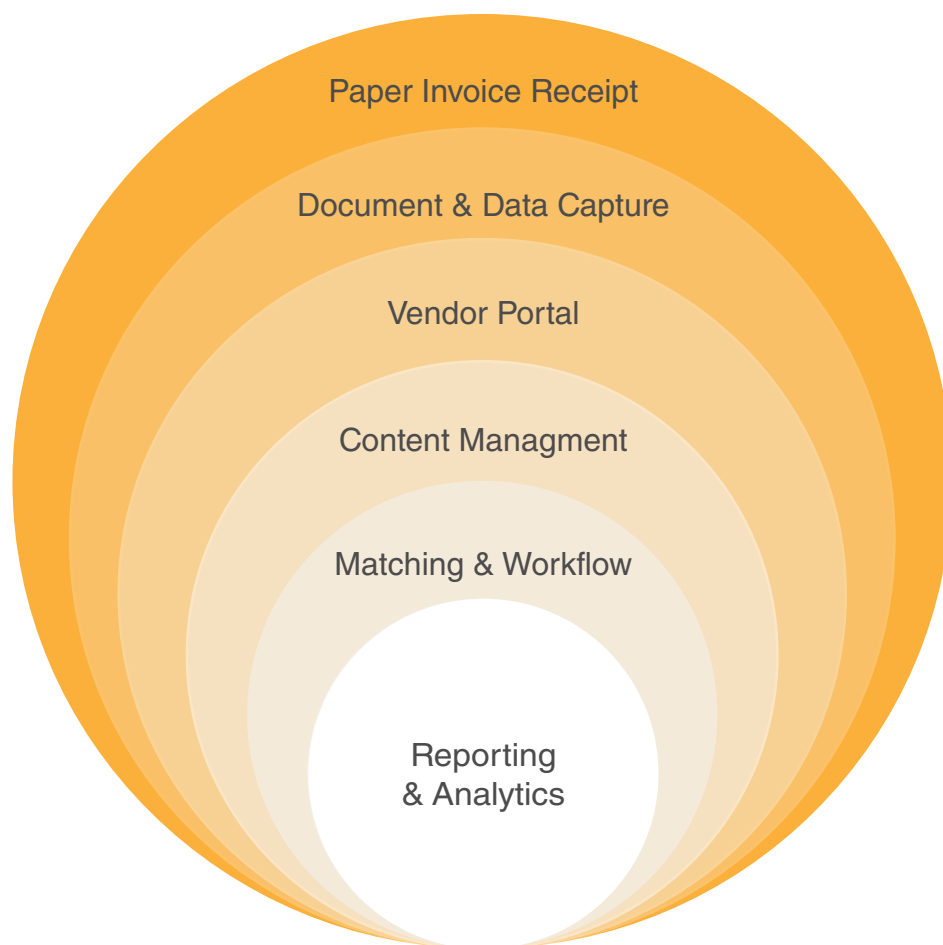 Paper Invoice Receipt
Document & Data Capture
Vendor Portal
Content Managment
Matching & Workflow
Reporting
& Analytics